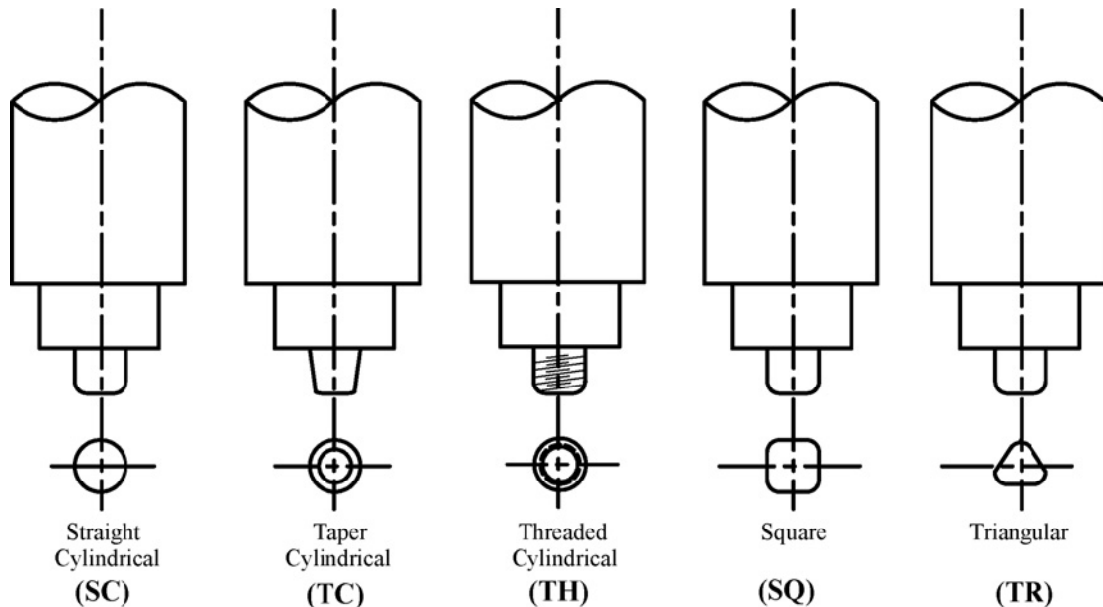 Straight
Cylindrical
(SC)
Taper
Cylindrical
(TC)
Threaded
Cylindrical
(TH)
Square
(SQ)
Triangular
(TR)